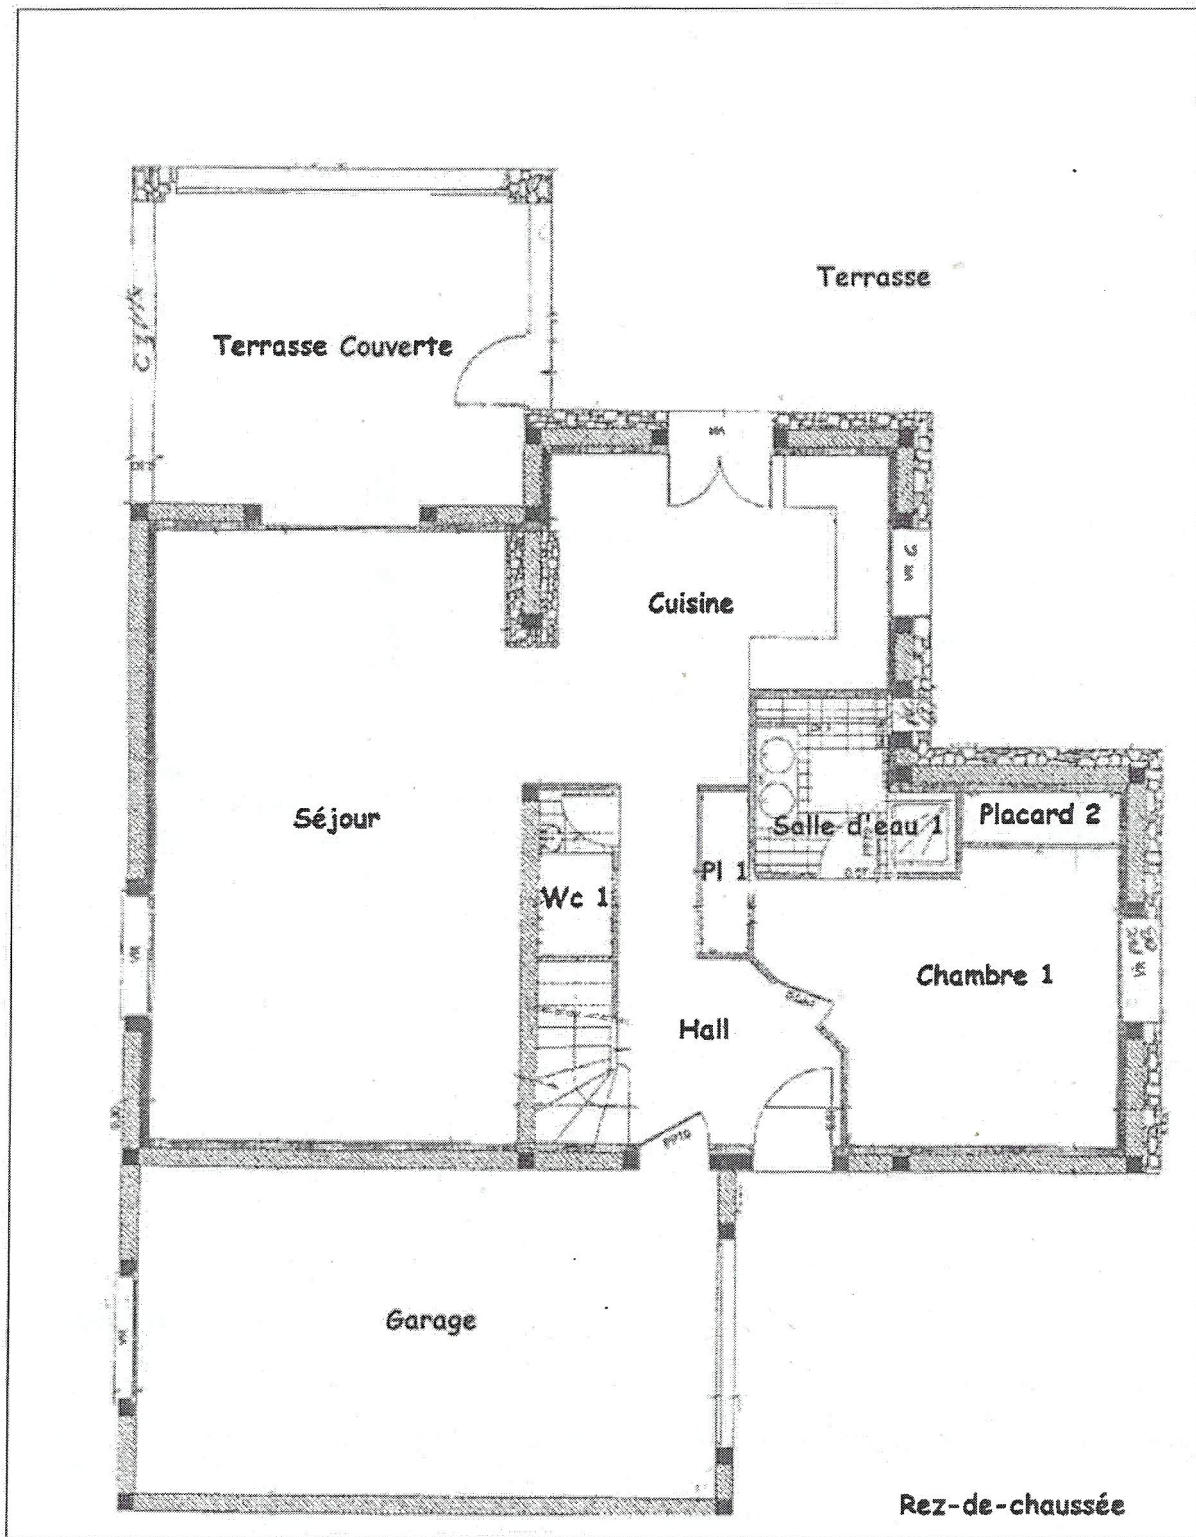 Terrasse
Terrasse Couverte
Cuisine
Séjour
Placard 2
Salle d'eau 1
Pl 1
Wc 1
Chambre 1
Hall
Garage
Rez-de-chaussée